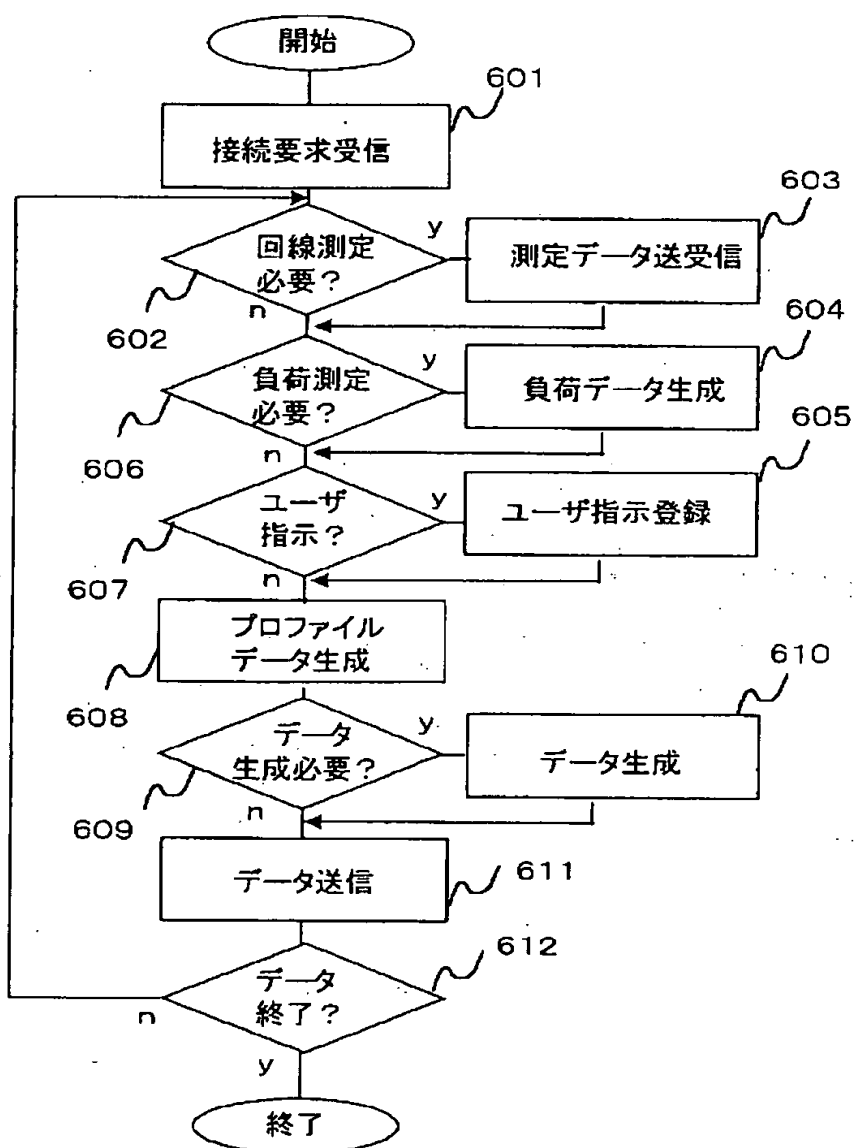 開始
601
接続要求受信
603
回線測定
必要?
y
測定データ送受信
n
602
604
負荷測定
必要?
y
負荷データ生成
n
606
605
ユーザ
指示?
y
ユーザ指示登録
n
607
プロファイル
データ生成
608
610
データ
生成必要?
y
データ生成
n
609
データ送信
611
612
データ
終了?
n
y
終了